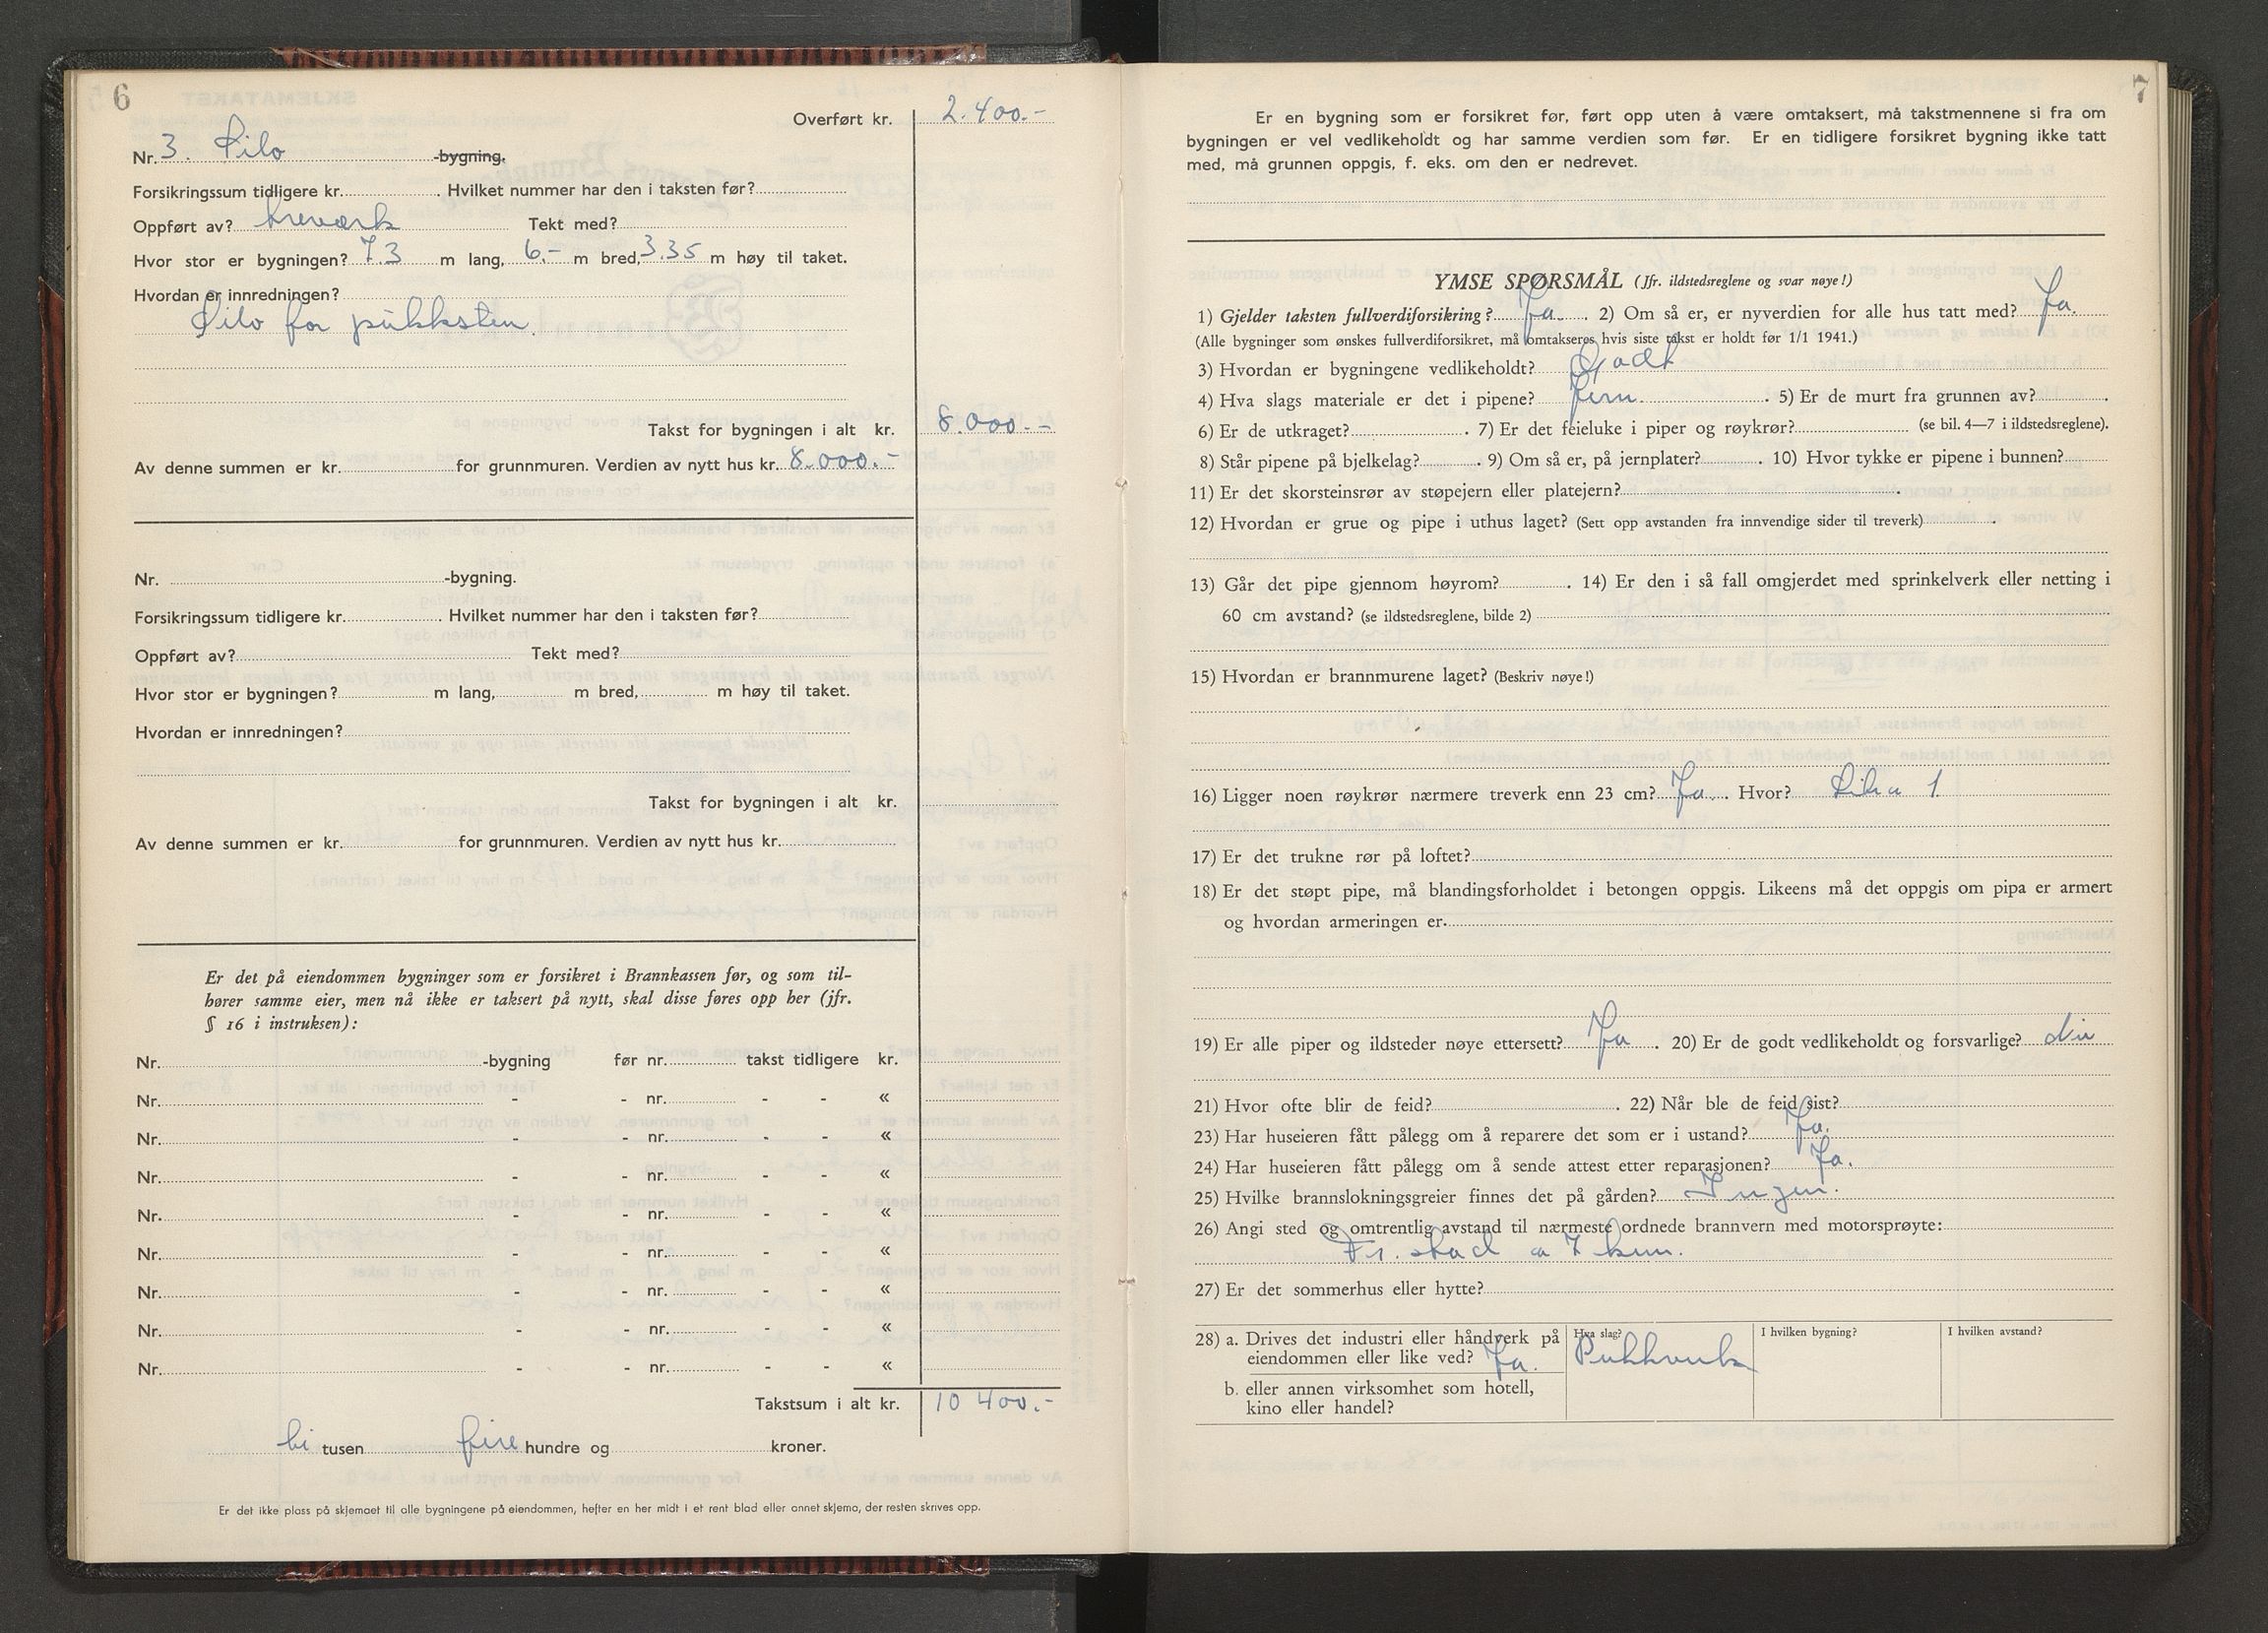 6
Overført kr. 2.400.-
Nr. 3. Silo -bygning.
Forsikringssum tidligere kr. . Hvilket nummer har den i taksten før?
Oppført av? treverk Tekt med?
Hvor stor er bygningen? 7.3 m lang, 6.- m bred, 3.35 m høy til taket.
Hvordan er innredningen?
Silo for pukksten.
Takst for bygningen i alt kr. 8.000.-
Av denne summen er kr. for grunnmuren. Verdien av nytt hus kr. 8.000.-
Nr. -bygning.
Forsikringssum tidligere kr. . Hvilket nummer har den i taksten før?
Oppført av? Tekt med?
Hvor stor er bygningen? m lang, m bred, m høy til taket.
Hvordan er innredningen?
Takst for bygningen i alt kr.
Av denne summen er kr. for grunnmuren. Verdien av nytt hus kr.
Er det på eiendommen bygninger som er forsikret i Brannkassen før, og som til-
hører samme eier, men nå ikke er taksert på nytt, skal disse føres opp her (jfr.
§ 16 i instruksen):
Nr. -bygning før nr. takst tidligere kr.
Nr. - - nr. - - «
Nr. - - nr. - - «
Nr. - - nr. - - «
Nr. - - nr. - - «
Nr. - - nr. - - «
Nr. - - nr. - - «
Nr. - - nr. - - «
Nr. - - nr. - - «
Takstsum i alt kr. 10 400.-
ti tusen fire hundre og kroner.
Er det ikke plass på skjemaet til alle bygningene på eiendommen, hefter en her midt i et rent blad eller annet skjema, der resten skrives opp.
7
Er en bygning som er forsikret før, ført opp uten å være omtaksert, må takstmennene si fra om
bygningen er vel vedlikeholdt og har samme verdien som før. Er en tidligere forsikret bygning ikke tatt
med, må grunnen oppgis, f. eks. om den er nedrevet.
YMSE SPØRSMÅL (Jfr. ildstedsreglene og svar nøye!)
1) Gjelder taksten fullverdiforsikring? Ja. . 2) Om så er, er nyverdien for alle hus tatt med? Ja.
(Alle bygninger som ønskes fullverdiforsikret, må omtakseres hvis siste takst er holdt før 1/1 1941.)
3) Hvordan er bygningene vedlikeholdt? Godt
4) Hva slags materiale er det i pipene? Jern. . 5) Er de murt fra grunnen av? .
6) Er de utkraget? . 7) Er det feieluke i piper og røykrør? (se bil. 4—7 i ildstedsreglene).
8) Står pipene på bjelkelag? . 9) Om så er, på jernplater? . 10) Hvor tykke er pipene i bunnen?
11) Er det skorsteinsrør av støpejern eller platejern? .
12) Hvordan er grue og pipe i uthus laget? (Sett opp avstanden fra innvendige sider til treverk) .
13) Går det pipe gjennom høyrom? . 14) Er den i så fall omgjerdet med sprinkelverk eller netting i
60 cm avstand? (se ildstedsreglene, bilde 2)
15) Hvordan er brannmurene laget? (Beskriv nøye!)
16) Ligger noen røykrør nærmere treverk enn 23 cm? Ja. . Hvor? 1
17) Er det trukne rør på loftet?
18) Er det støpt pipe, må blandingsforholdet i betongen oppgis. Likeens må det oppgis om pipa er armert
og hvordan armeringen er.
19) Er alle piper og ildsteder nøye ettersett? Ja . 20) Er de godt vedlikeholdt og forsvarlige?
21) Hvor ofte blir de feid? . 22) Når ble de feid sist?
23) Har huseieren fått pålegg om å reparere det som er i ustand? Ja.
24) Har huseieren fått pålegg om å sende attest etter reparasjonen? Ja.
25) Hvilke brannslokningsgreier finnes det på gården? Ingen.
26) Angi sted og omtrentlig avstand til nærmeste ordnede brannvern med motorsprøyte:
Fr. stad a 7 km.
27) Er det sommerhus eller hytte?
28) a. Drives det industri eller håndverk på
eiendommen eller like ved? Ja.
Hva slag? Pukkverk
I hvilken bygning?
I hvilken avstand?
b. eller annen virksomhet som hotell,
kino eller handel?